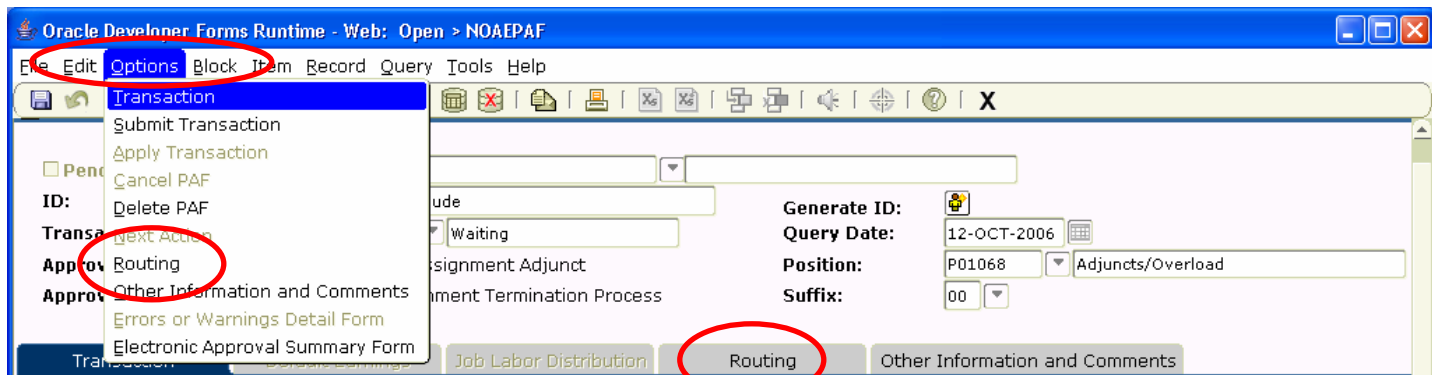 Oracle Developer Forms Runtime - Web: Open > NOAEPAF
File Edit Options Block Item Record Query Tools Help
Transaction
Submit Transaction
Apply Transaction
Cancel PAF
Delete PAF
Next Action
Routing
Other Information and Comments
Errors or Warnings Detail Form
Electronic Approval Summary Form
ID: Generate ID:
Waiting Query Date: 12-OCT-2006
Assignment Adjunct Position: P01068 Adjuncts/Overload
Termination Process Suffix: 00
Transaction Default Earnings Job Labor Distribution Routing Other Information and Comments